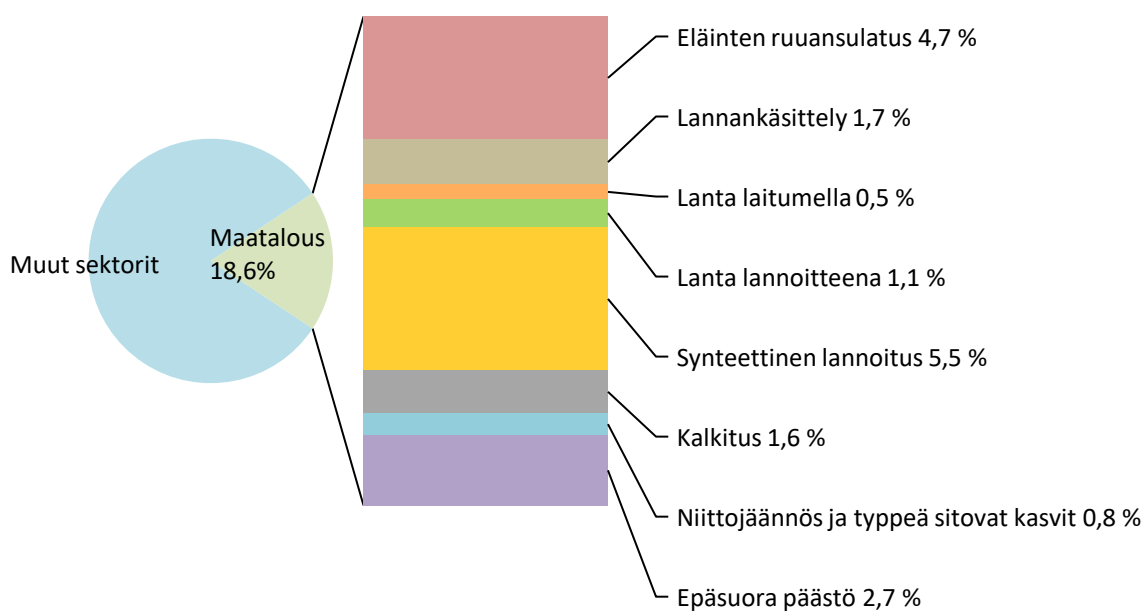 Muut sektorit
Maatalous
18,6%
Eläinten ruuansulatus 4,7 %
Lannankäsittely 1,7 %
Lanta laitumella 0,5 %
Lanta lannoitteena 1,1 %
Synteettinen lannoitus 5,5 %
Kalkitus 1,6 %
Niittojäännös ja typpeä sitovat kasvit 0,8 %
Epäsuora päästö 2,7 %